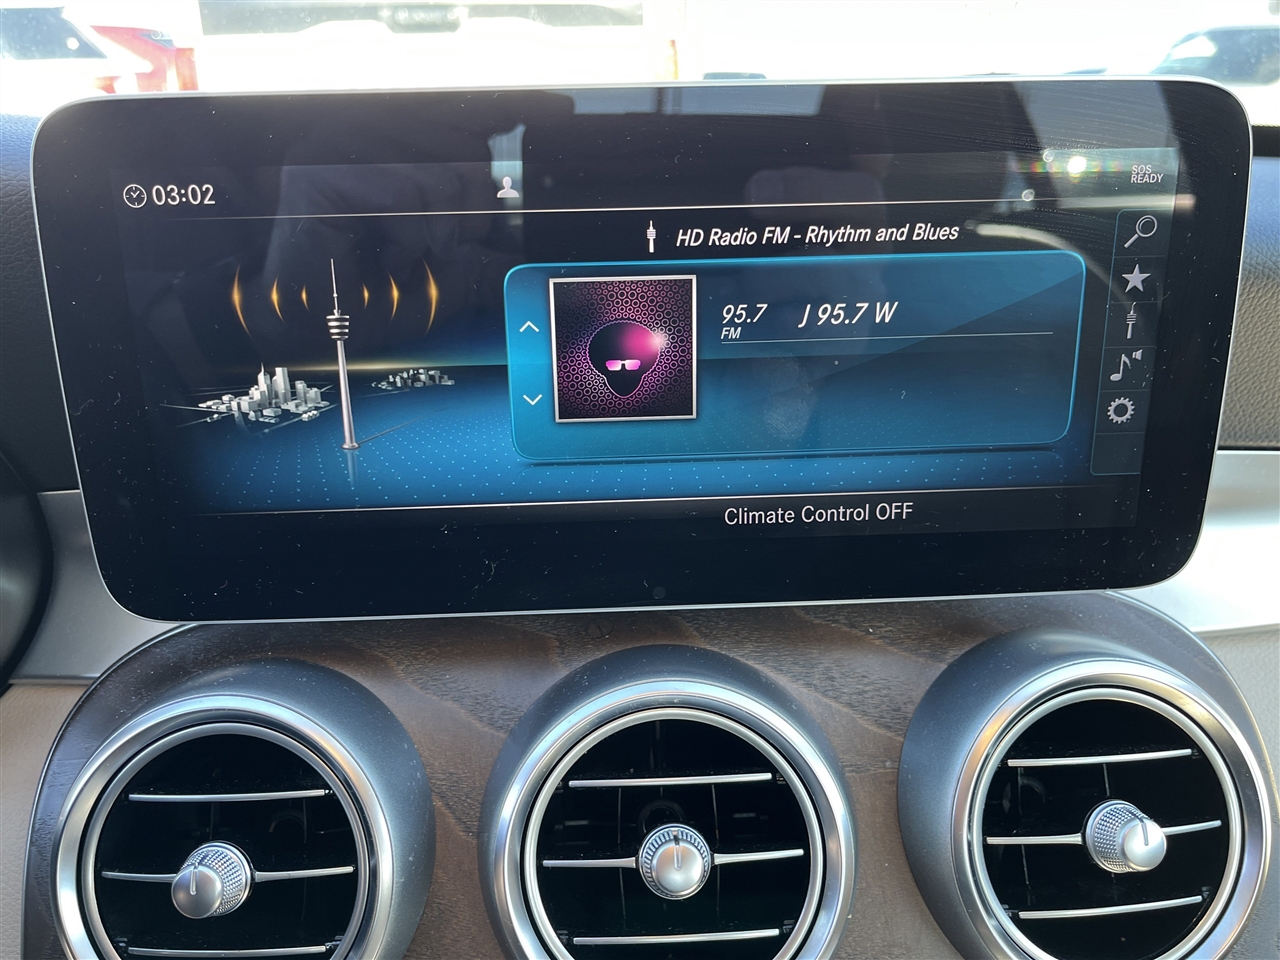 03:02
SOS
READY
HD Radio FM - Rhythm and Blues
95.7 J 95.7 W
FM
Climate Control OFF